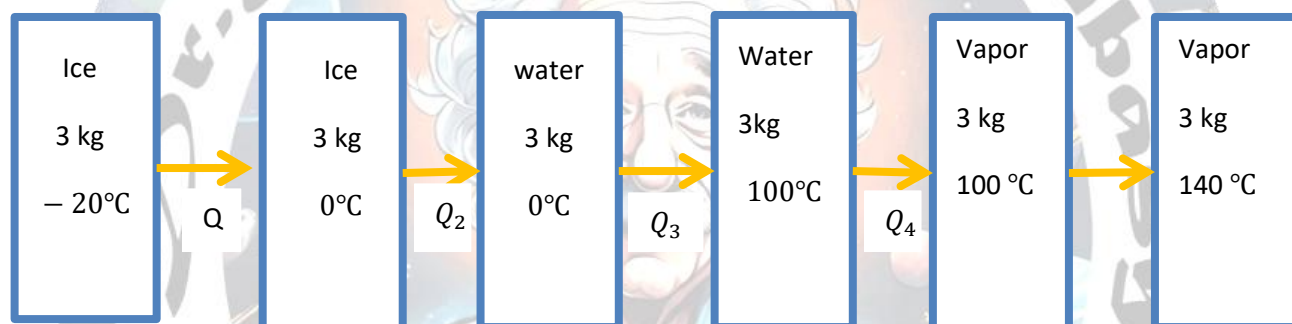 Ice
3 kg
− 20℃
Q
Ice
3 kg
0℃
Q₂
water
3 kg
0℃
Q₃
Water
3kg
100℃
Q₄
Vapor
3 kg
100 ℃
Vapor
3 kg
140 ℃